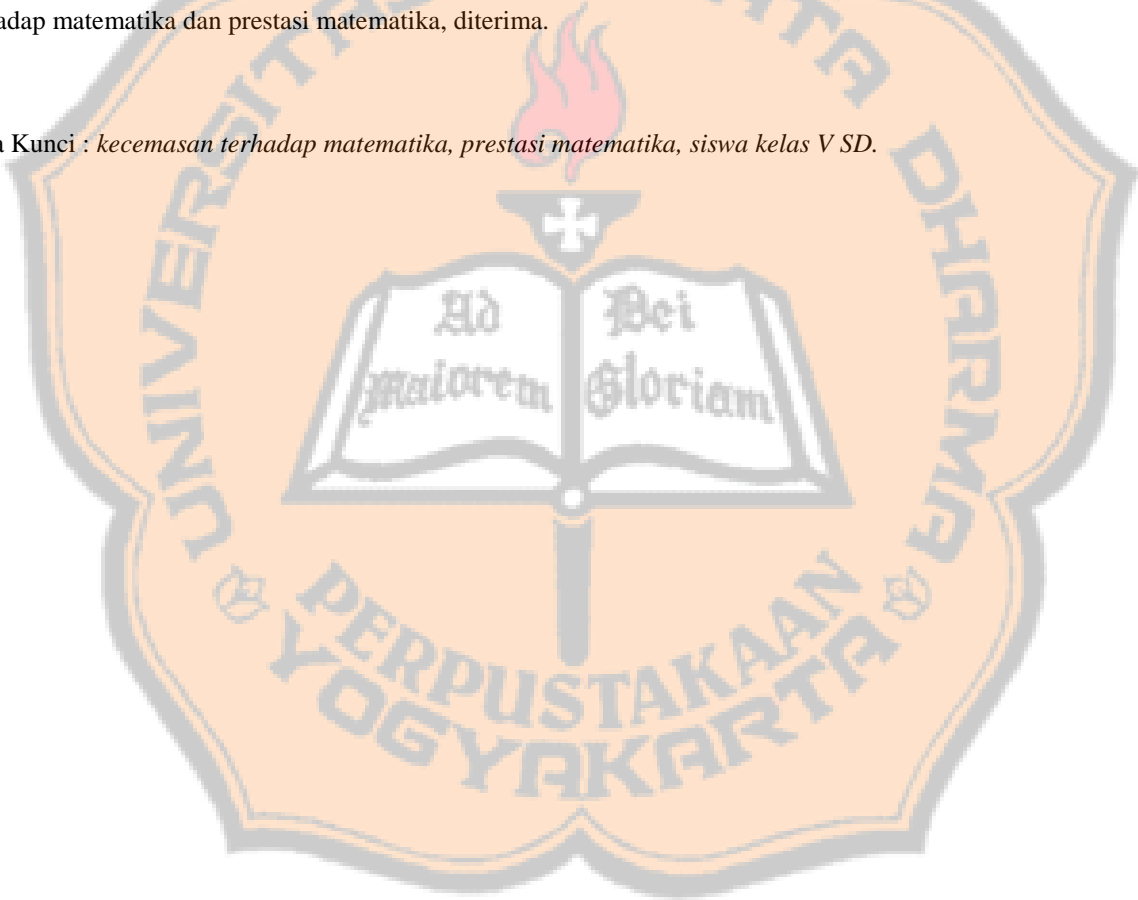 adap matematika dan prestasi matematika, diterima.
a Kunci : kecemasan terhadap matematika, prestasi matematika, siswa kelas V SD.
UNIVERSITAS ATA DHARMA
Ad
maiorem
Dei
Gloriam
PERPUSTAKAAN
YOGYAKARTA